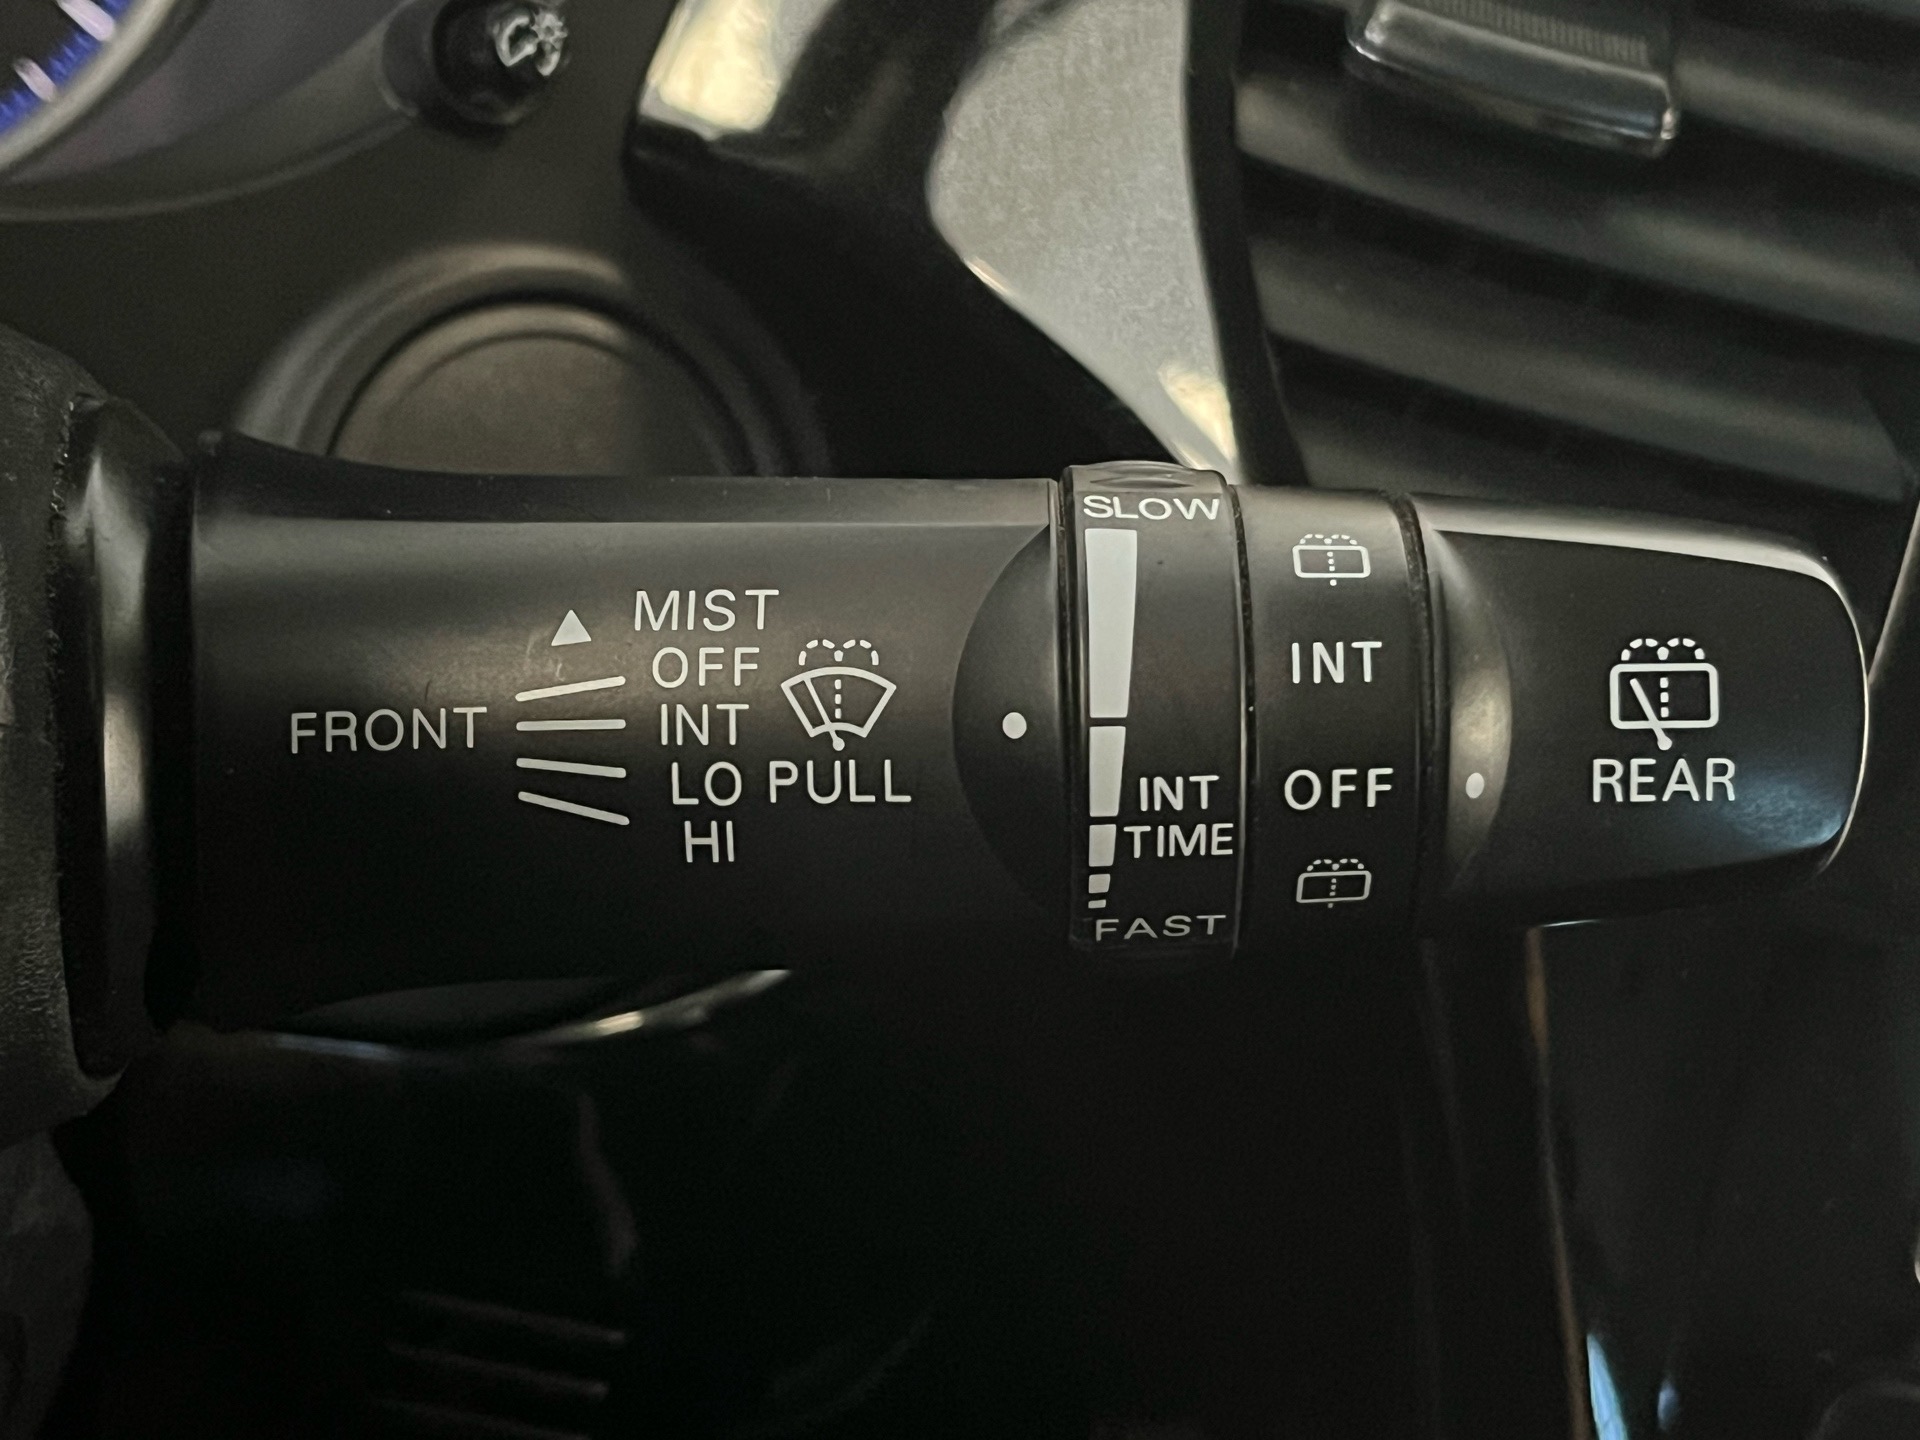 MIST
OFF
FRONT INT
LO PULL
HI
SLOW
INT
TIME
FAST
INT
OFF
REAR